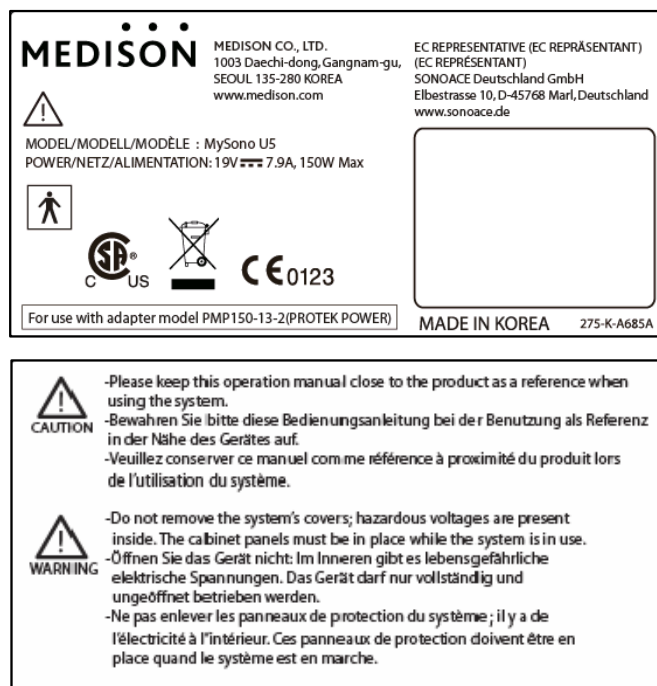 MEDISON
MEDISON CO., LTD.
1003 Daechi-dong, Gangnam-gu,
SEOUL 135-280 KOREA
www.medison.com
EC REPRESENTATIVE (EC REPRÄSENTANT)
(EC REPRÉSENTANT)
SONOACE Deutschland GmbH
Elbestrasse 10, D-45768 Marl, Deutschland
www.sonoace.de
MODEL/MODELL/MODÈLE : MySono U5
POWER/NETZ/ALIMENTATION: 19V 7.9A, 150W Max
C SA® US
CE0123
For use with adapter model PMP150-13-2(PROTEK POWER)
MADE IN KOREA
275-K-A685A
CAUTION
-Please keep this operation manual close to the product as a reference when
using the system.
-Bewahren Sie bitte diese Bedienungsanleitung bei der Benutzung als Referenz
in der Nähe des Gerätes auf.
-Veuillez conserver ce manuel comme référence à proximité du produit lors
de l'utilisation du système.
WARNING
-Do not remove the system's covers; hazardous voltages are present
inside. The cabinet panels must be in place while the system is in use.
-Öffnen Sie das Gerät nicht: Im Inneren gibt es lebensgefährliche
elektrische Spannungen. Das Gerät darf nur vollständig und
ungeöffnet betrieben werden.
-Ne pas enlever les panneaux de protection du système; il y a de
l'électricité à l"intérieur. Ces panneaux de protection doivent être en
place quand le système est en marche.